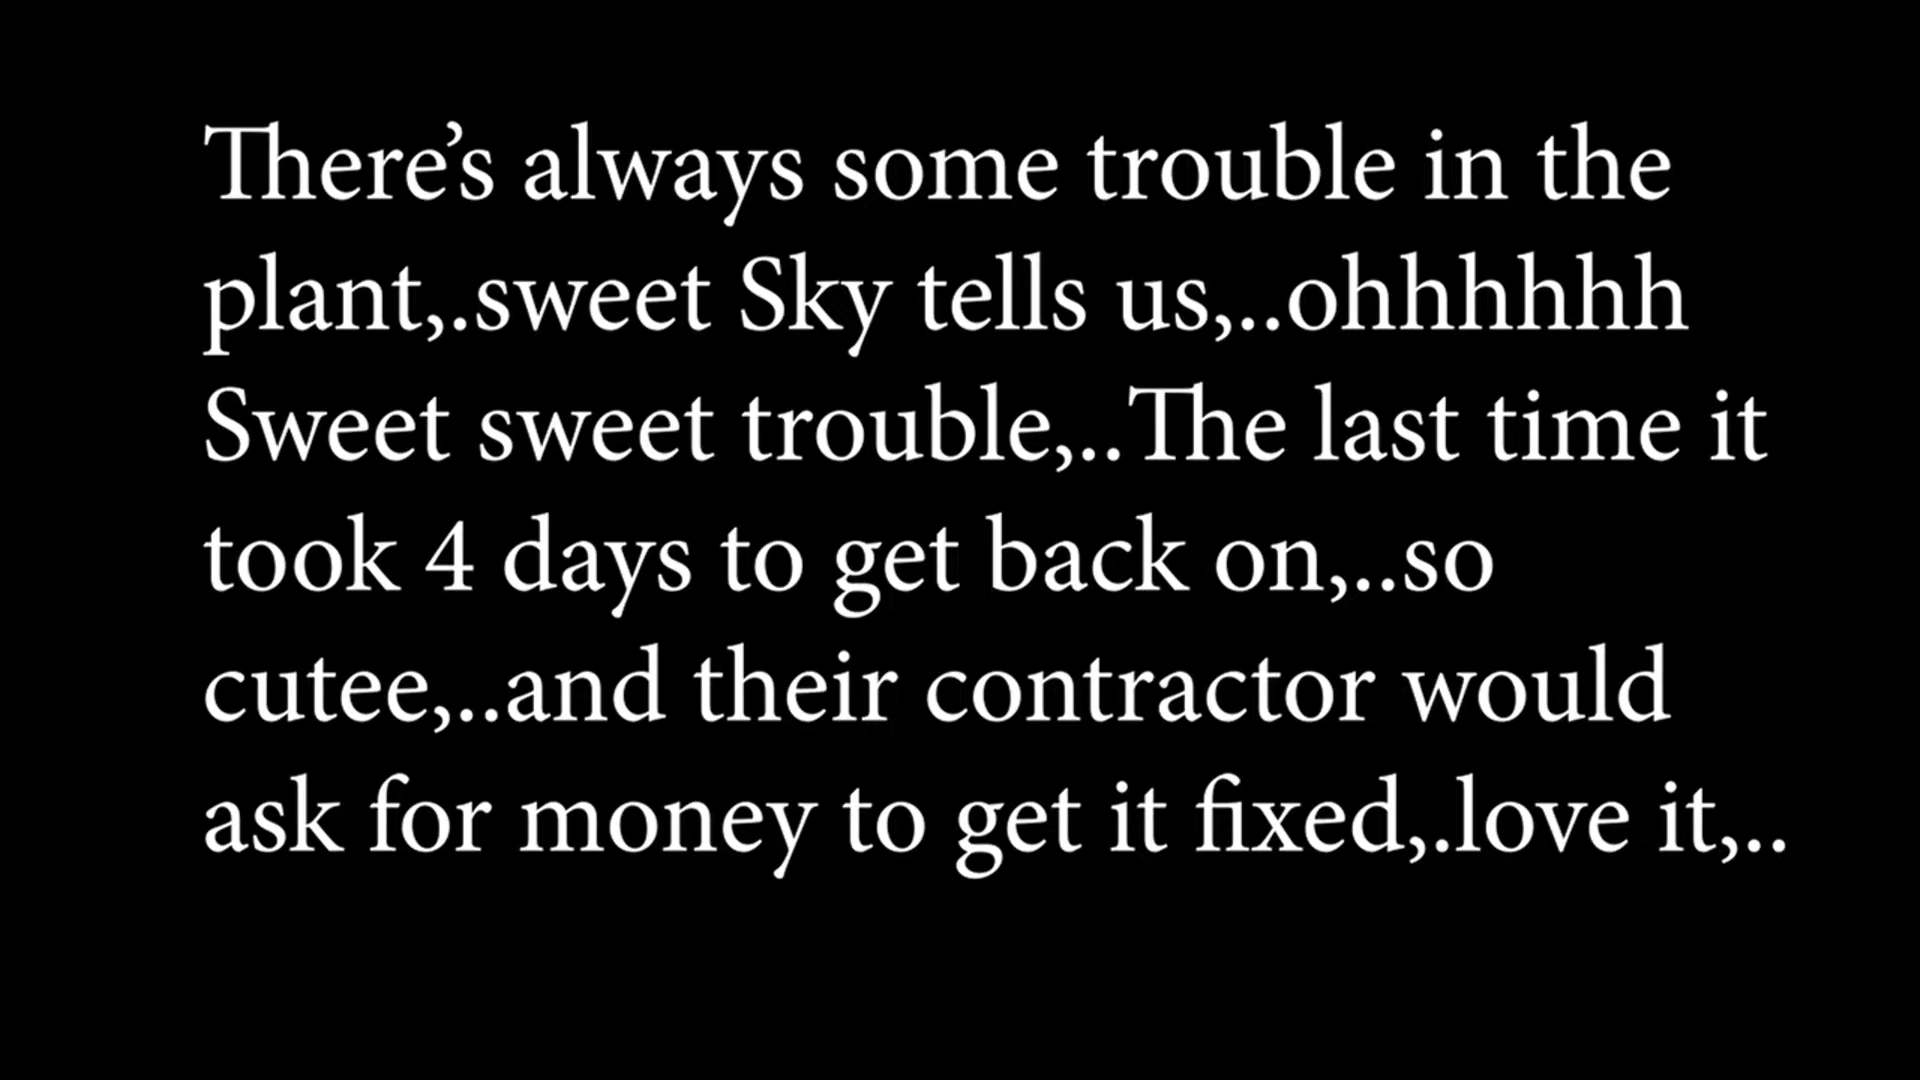 There’s always some trouble in the
plant,.sweet Sky tells us,..ohhhhhh
Sweet sweet trouble,..The last time it
took 4 days to get back on,..so
cutee,..and their contractor would
ask for money to get it fixed,.love it,..